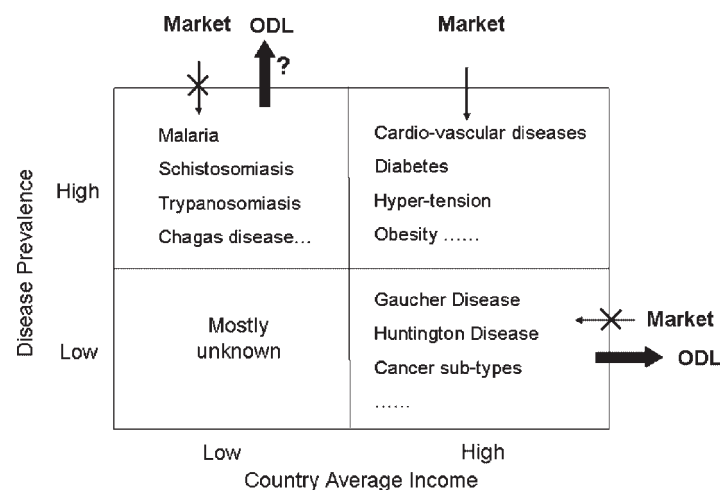 Market ODL Market
?
Malaria
Schistosomiasis
Trypanosomiasis
Chagas disease…
Cardio-vascular diseases
Diabetes
Hyper-tension
Obesity ……
High
Disease Prevalence
Low
Mostly
unknown
Gaucher Disease
Huntington Disease
Cancer sub-types
……
Market
ODL
Low High
Country Average Income